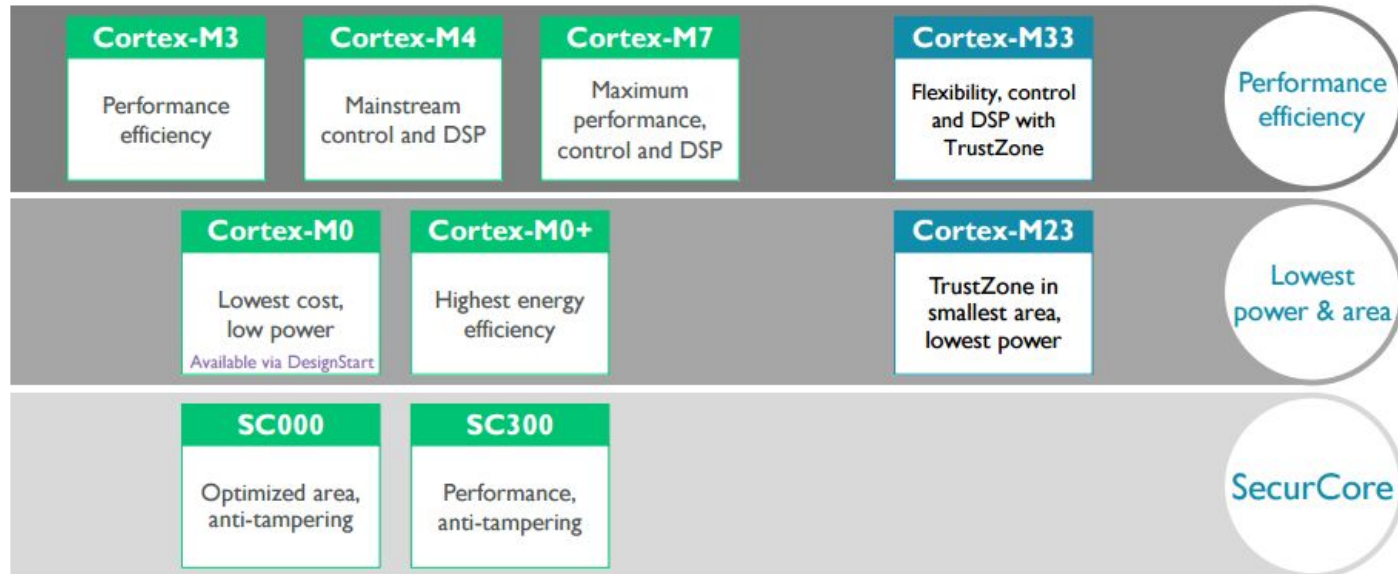 Cortex-M3
Performance
efficiency
Cortex-M4
Mainstream
control and DSP
Cortex-M7
Maximum
performance,
control and DSP
Cortex-M33
Flexibility, control
and DSP with
TrustZone
Performance
efficiency
Cortex-M0
Lowest cost,
low power
Available via DesignStart
Cortex-M0+
Highest energy
efficiency
Cortex-M23
TrustZone in
smallest area,
lowest power
Lowest
power & area
SC000
Optimized area,
anti-tampering
SC300
Performance,
anti-tampering
SecurCore